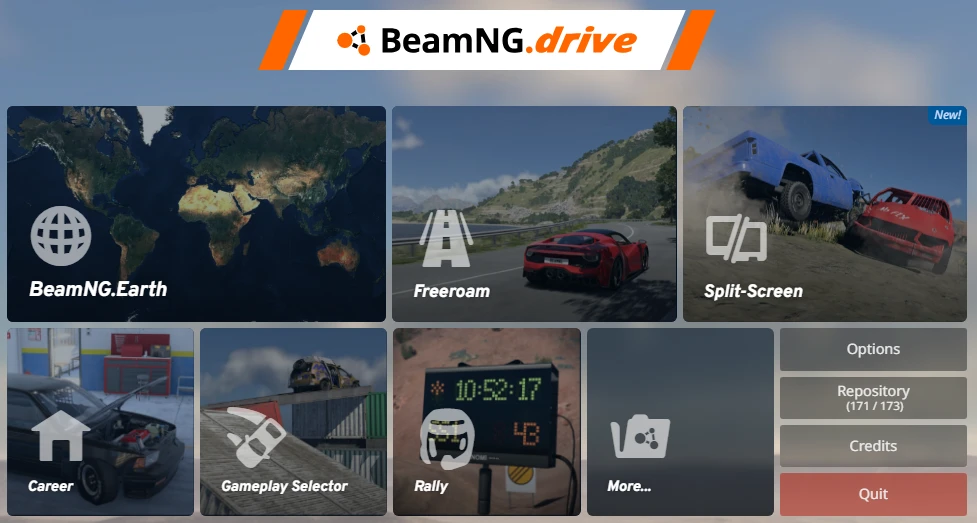 BeamNG.drive
New!
BeamNG.Earth
Freeroam
Split-Screen
10:52:17
43
Career
Gameplay Selector
Rally
More...
Options
Repository
(171 / 173)
Credits
Quit